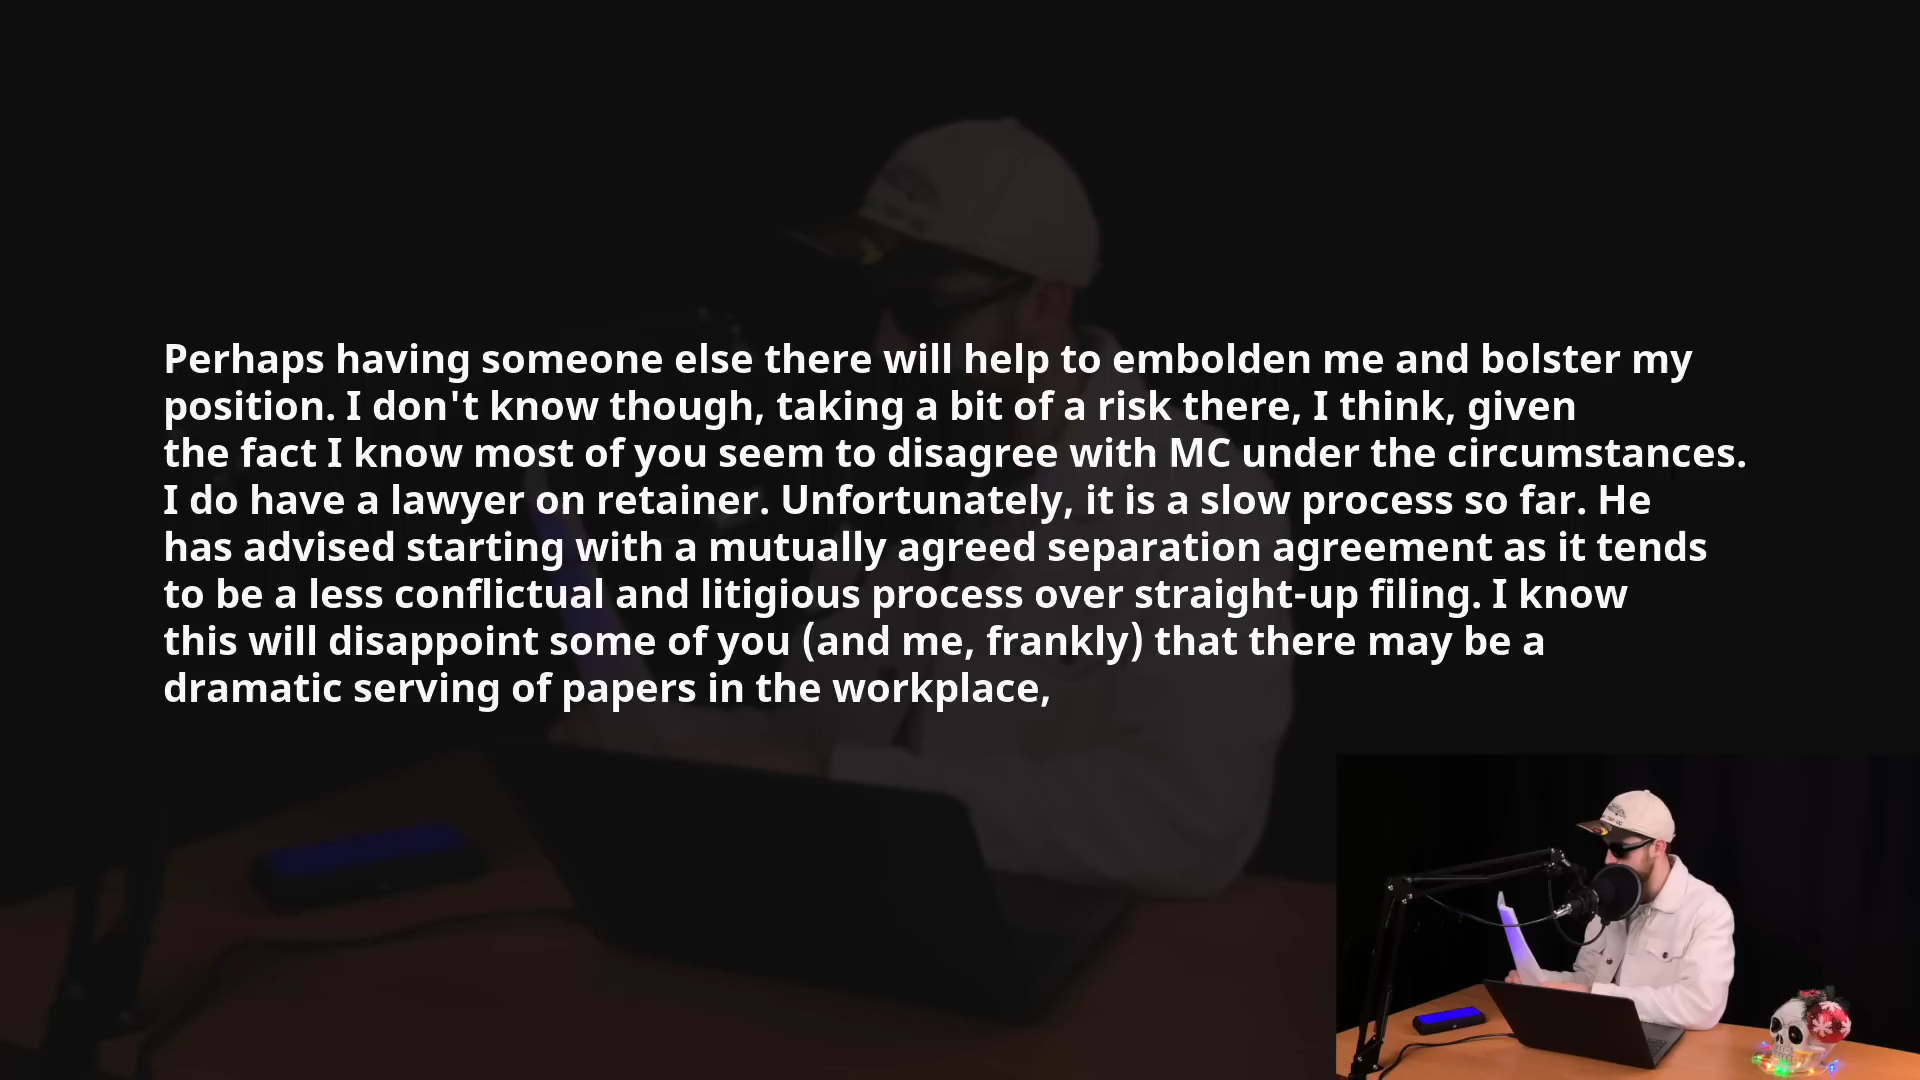 Perhaps having someone else there will help to embolden me and bolster my
position. I don't know though, taking a bit of a risk there, I think, given
the fact I know most of you seem to disagree with MC under the circumstances.
I do have a lawyer on retainer. Unfortunately, it is a slow process so far. He
has advised starting with a mutually agreed separation agreement as it tends
to be a less conflictual and litigious process over straight-up filing. I know
this will disappoint some of you (and me, frankly) that there may be a
dramatic serving of papers in the workplace,